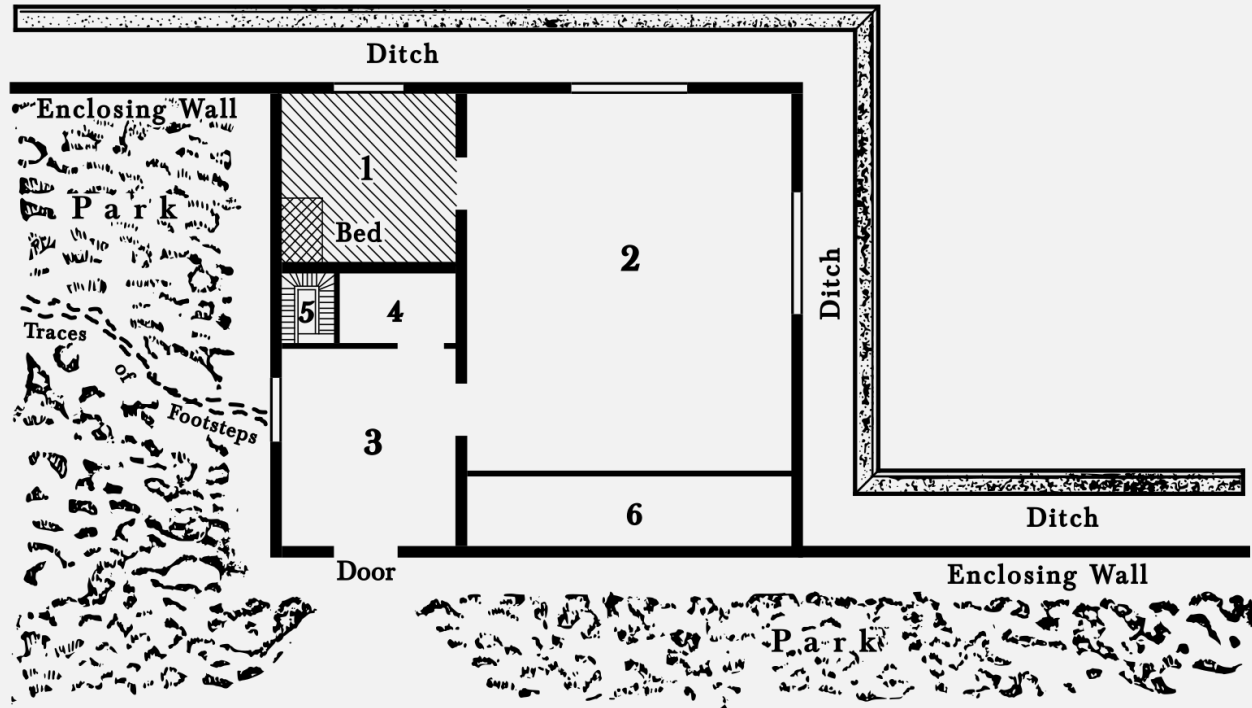 Ditch
Enclosing Wall
1
Park
Bed
2
Ditch
5
4
Traces
of
Footsteps
3
6
Ditch
Door
Enclosing Wall
Park